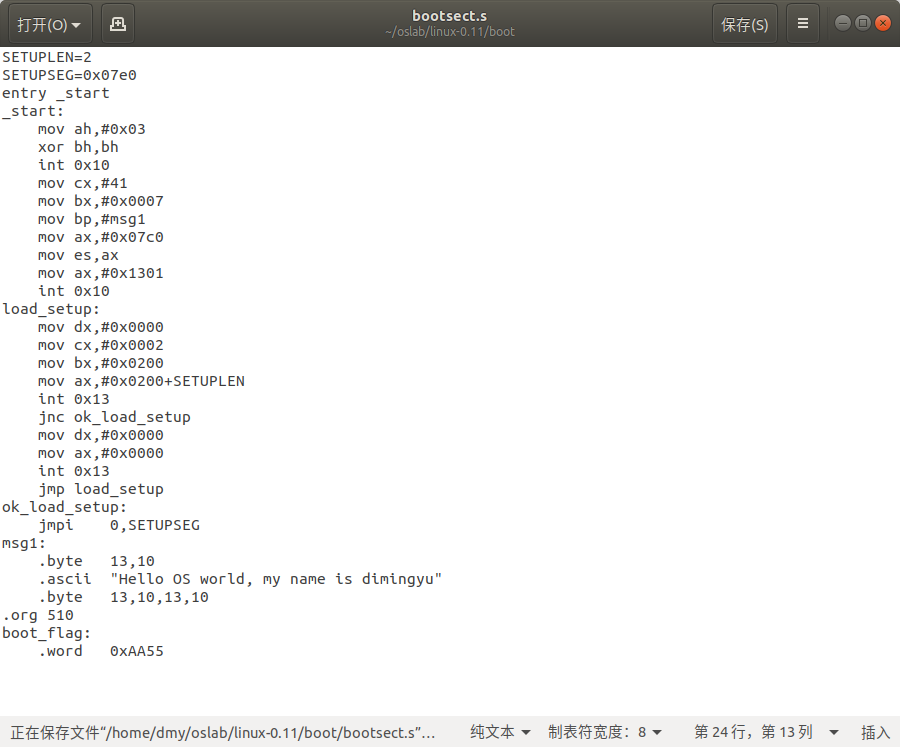 打开(O)
bootsect.s
~/oslab/linux-0.11/boot
保存(S)
SETUPLEN=2
SETUPSEG=0x07e0
entry _start
_start:
    mov ah,#0x03
    xor bh,bh
    int 0x10
    mov cx,#41
    mov bx,#0x0007
    mov bp,#msg1
    mov ax,#0x07c0
    mov es,ax
    mov ax,#0x1301
    int 0x10
load_setup:
    mov dx,#0x0000
    mov cx,#0x0002
    mov bx,#0x0200
    mov ax,#0x0200+SETUPLEN
    int 0x13
    jnc ok_load_setup
    mov dx,#0x0000
    mov ax,#0x0000
    int 0x13
    jmp load_setup
ok_load_setup:
    jmpi    0,SETUPSEG
msg1:
    .byte   13,10
    .ascii  "Hello OS world, my name is dimingyu"
    .byte   13,10,13,10
.org 510
boot_flag:
    .word   0xAA55
正在保存文件“/home/dmy/oslab/linux-0.11/boot/bootsect.s”… 纯文本 制表符宽度：8 第 24 行，第 13 列 插入